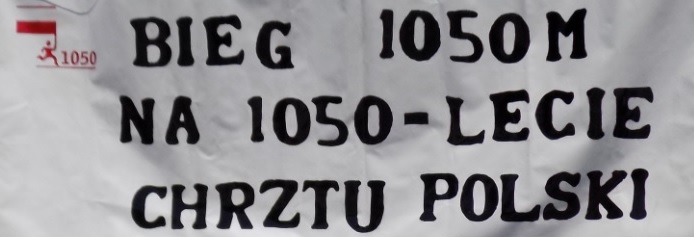 BIEG 1050M
NA 1050-LECIE
CHRZTU POLSKI
1050